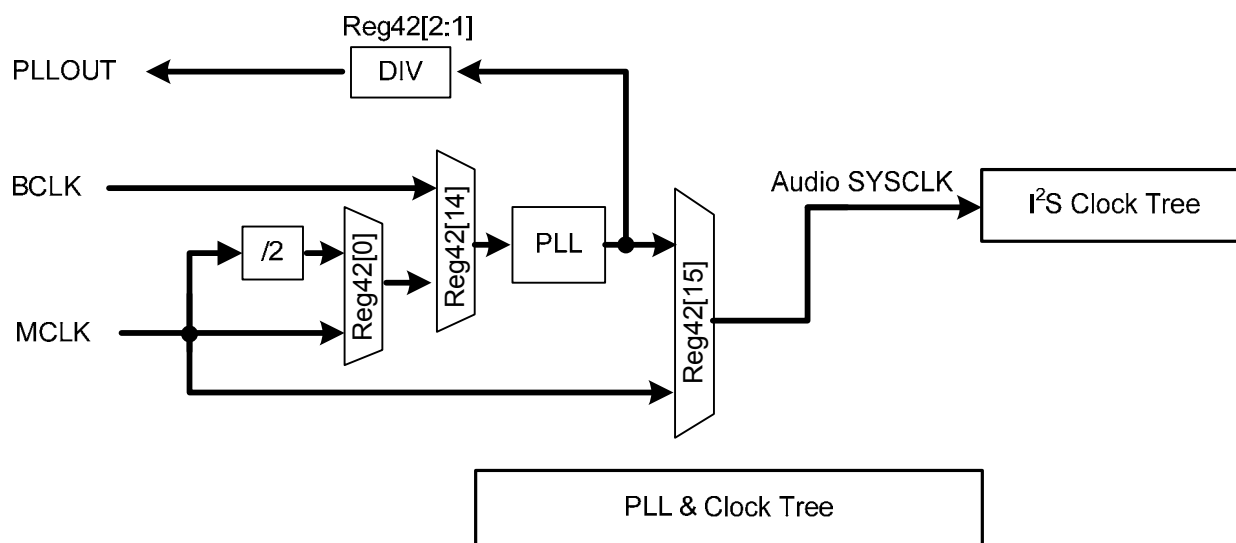 Reg42[2:1]
PLLOUT
DIV
BCLK
Reg42[14]
Audio SYSCLK
I²S Clock Tree
/2
Reg42[0]
PLL
Reg42[15]
MCLK
PLL & Clock Tree